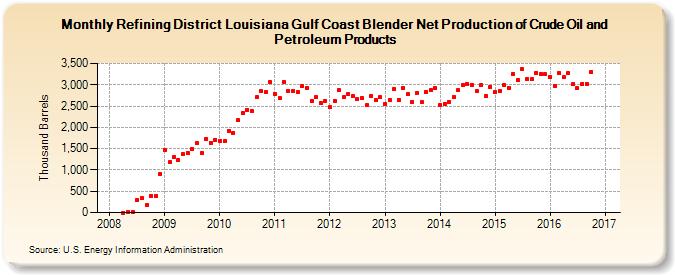 Monthly Refining District Louisiana Gulf Coast Blender Net Production of Crude Oil and
Petroleum Products
Thousand Barrels
3,500
3,000
2,500
2,000
1,500
1,000
500
0
2008 2009 2010 2011 2012 2013 2014 2015 2016 2017
Source: U.S. Energy Information Administration